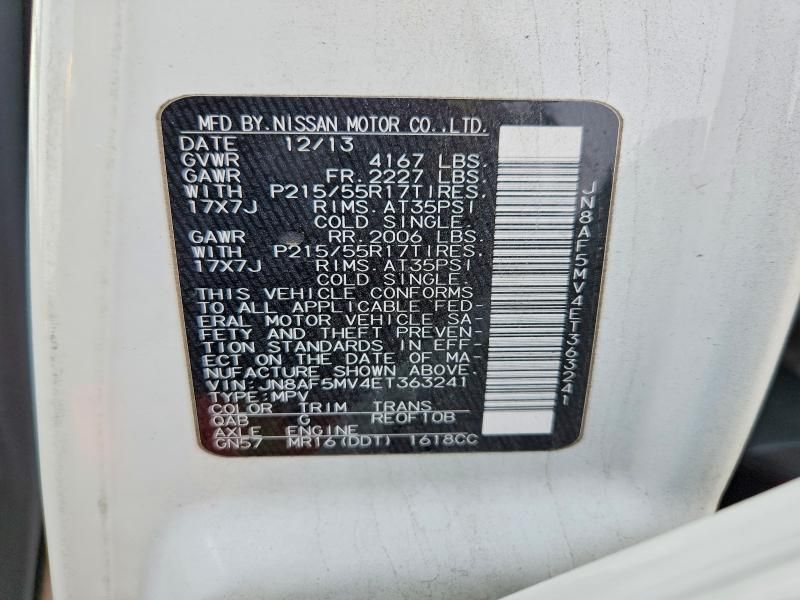 MFD BY.NISSAN MOTOR CO.,LTD.
DATE 12/13
GVWR 4167 LBS.
GAWR FR. 2227 LBS.
WITH P215/55R17TIRES.
17X7J RIMS. AT35PSI
COLD SINGLE.
GAWR RR. 2006 LBS.
WITH P215/55R17TIRES.
17X7J RIMS. AT35PSI
COLD SINGLE.
THIS VEHICLE CONFORMS
TO ALL APPLICABLE FED-
ERAL MOTOR VEHICLE SA-
FETY AND THEFT PREVEN-
TION STANDARDS IN EFF-
ECT ON THE DATE OF MA-
NUFACTURE SHOWN ABOVE.
VIN:JN8AF5MV4ET363241
TYPE:MPV
COLOR TRIM TRANS
QAB G RE0F10B
AXLE ENGINE
GN57 MR16(DDT) 1618CC
JN8AF5MV4ET363241